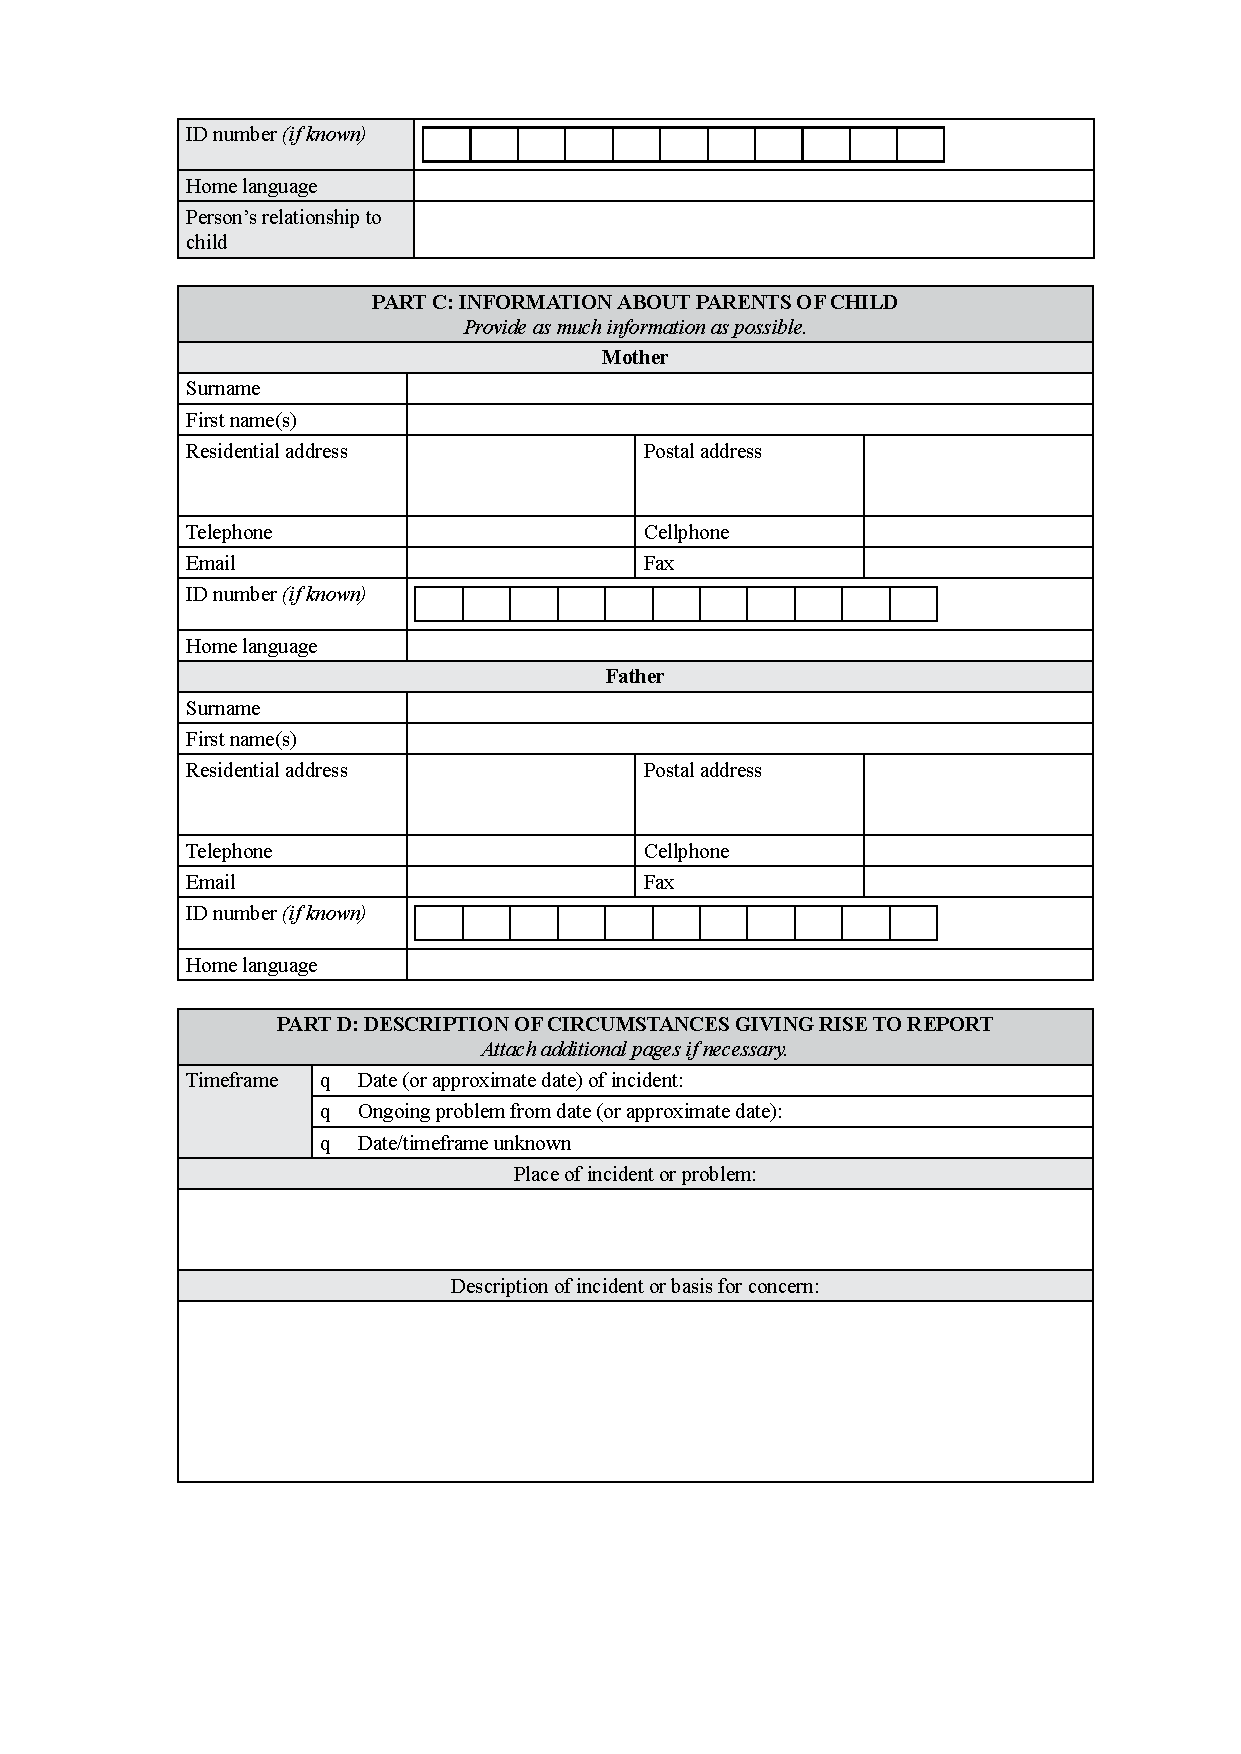 ID number (if known)
Home language
Person's relationship to
child
PART C: INFORMATION ABOUT PARENTS OF CHILD
Provide as much information as possible.
Mother
Surname
First name(s)
Residential address Postal address
Telephone Cellphone
Email Fax
ID number (if known)
Home language
Father
Surname
First name(s)
Residential address Postal address
Telephone Cellphone
Email Fax
ID number (if known)
Home language
PART D: DESCRIPTION OF CIRCUMSTANCES GIVING RISE TO REPORT
Attach additional pages if necessary.
Timeframe q Date (or approximate date) of incident:
q Ongoing problem from date (or approximate date):
q Date/timeframe unknown
Place of incident or problem:
Description of incident or basis for concern: